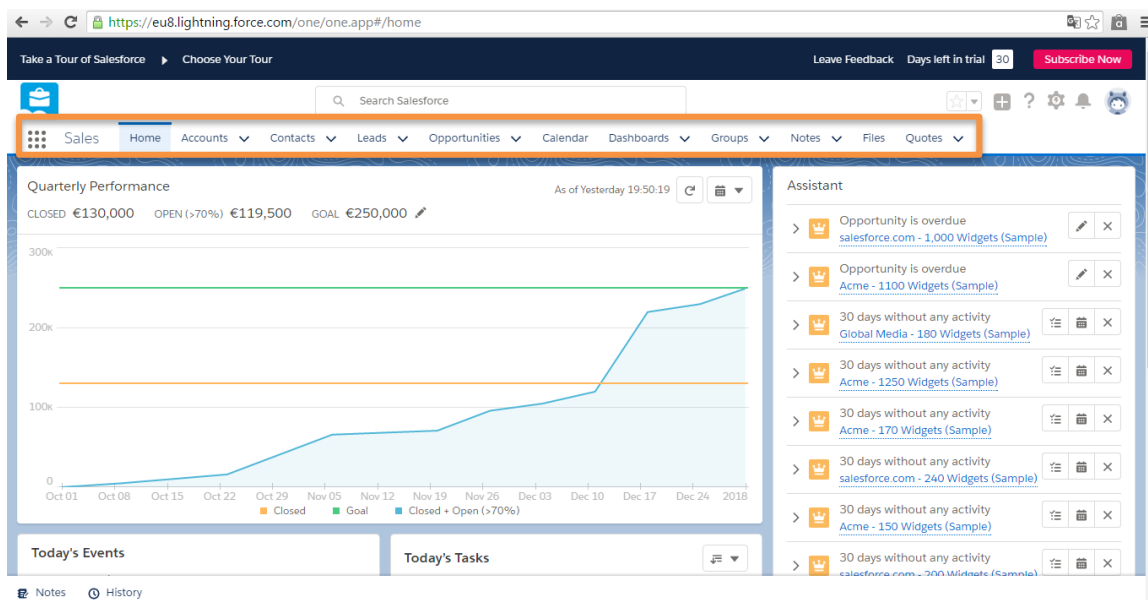 https://eu8.lightning.force.com/one/one.app#/home
Take a Tour of Salesforce Choose Your Tour Leave Feedback Days left in trial 30 Subscribe Now
Search Salesforce
Sales Home Accounts Contacts Leads Opportunities Calendar Dashboards Groups Notes Files Quotes
Quarterly Performance As of Yesterday 19:50:19
CLOSED €130,000 OPEN (>70%) €119,500 GOAL €250,000
300K
200K
100K
0
Oct 01 Oct 08 Oct 15 Oct 22 Oct 29 Nov 05 Nov 12 Nov 19 Nov 26 Dec 03 Dec 10 Dec 17 Dec 24 2018
Closed Goal Closed + Open (>70%)
Assistant
Opportunity is overdue
salesforce.com - 1,000 Widgets (Sample)
Opportunity is overdue
Acme - 1100 Widgets (Sample)
30 days without any activity
Global Media - 180 Widgets (Sample)
30 days without any activity
Acme - 1250 Widgets (Sample)
30 days without any activity
Acme - 170 Widgets (Sample)
30 days without any activity
salesforce.com - 240 Widgets (Sample)
30 days without any activity
Acme - 150 Widgets (Sample)
30 days without any activity
salesforce.com - 200 Widgets (Sample)
Today's Events
Today's Tasks
Notes History